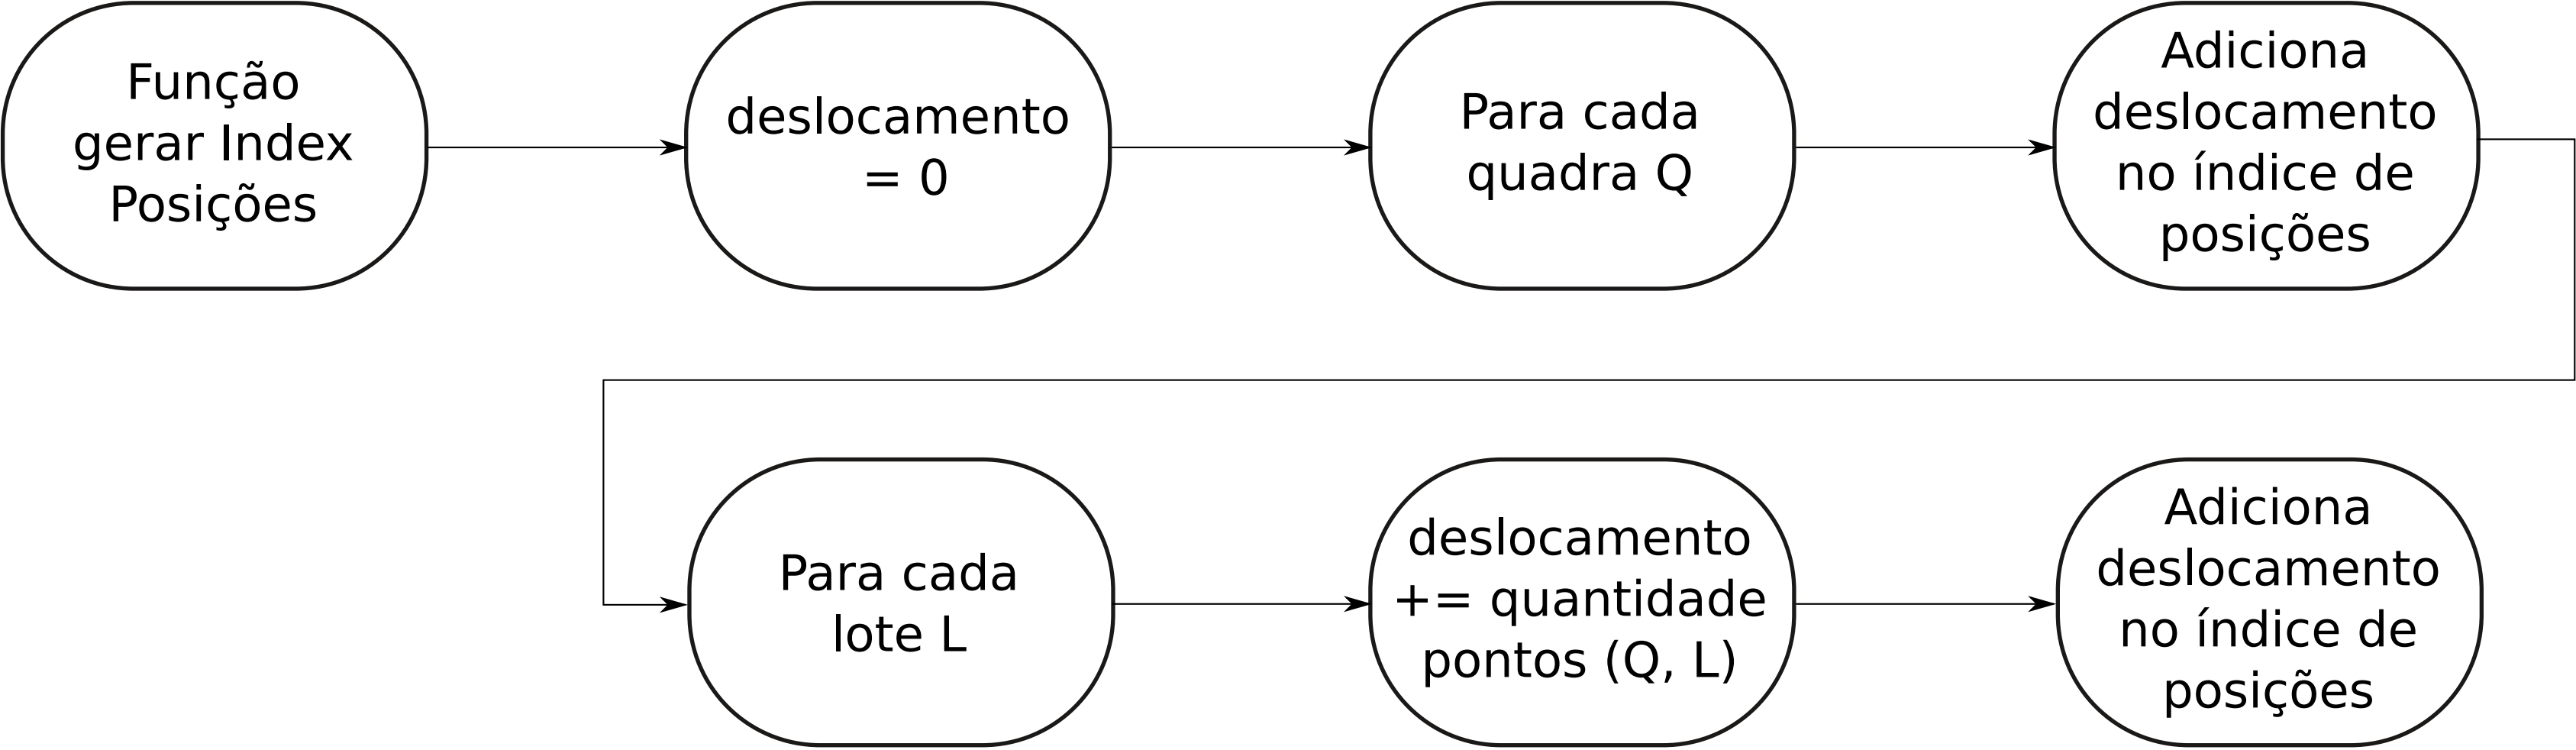 Função
gerar Index
Posições
deslocamento
= 0
Para cada
quadra Q
Adiciona
deslocamento
no índice de
posições
Para cada
lote L
deslocamento
+= quantidade
pontos (Q, L)
Adiciona
deslocamento
no índice de
posições